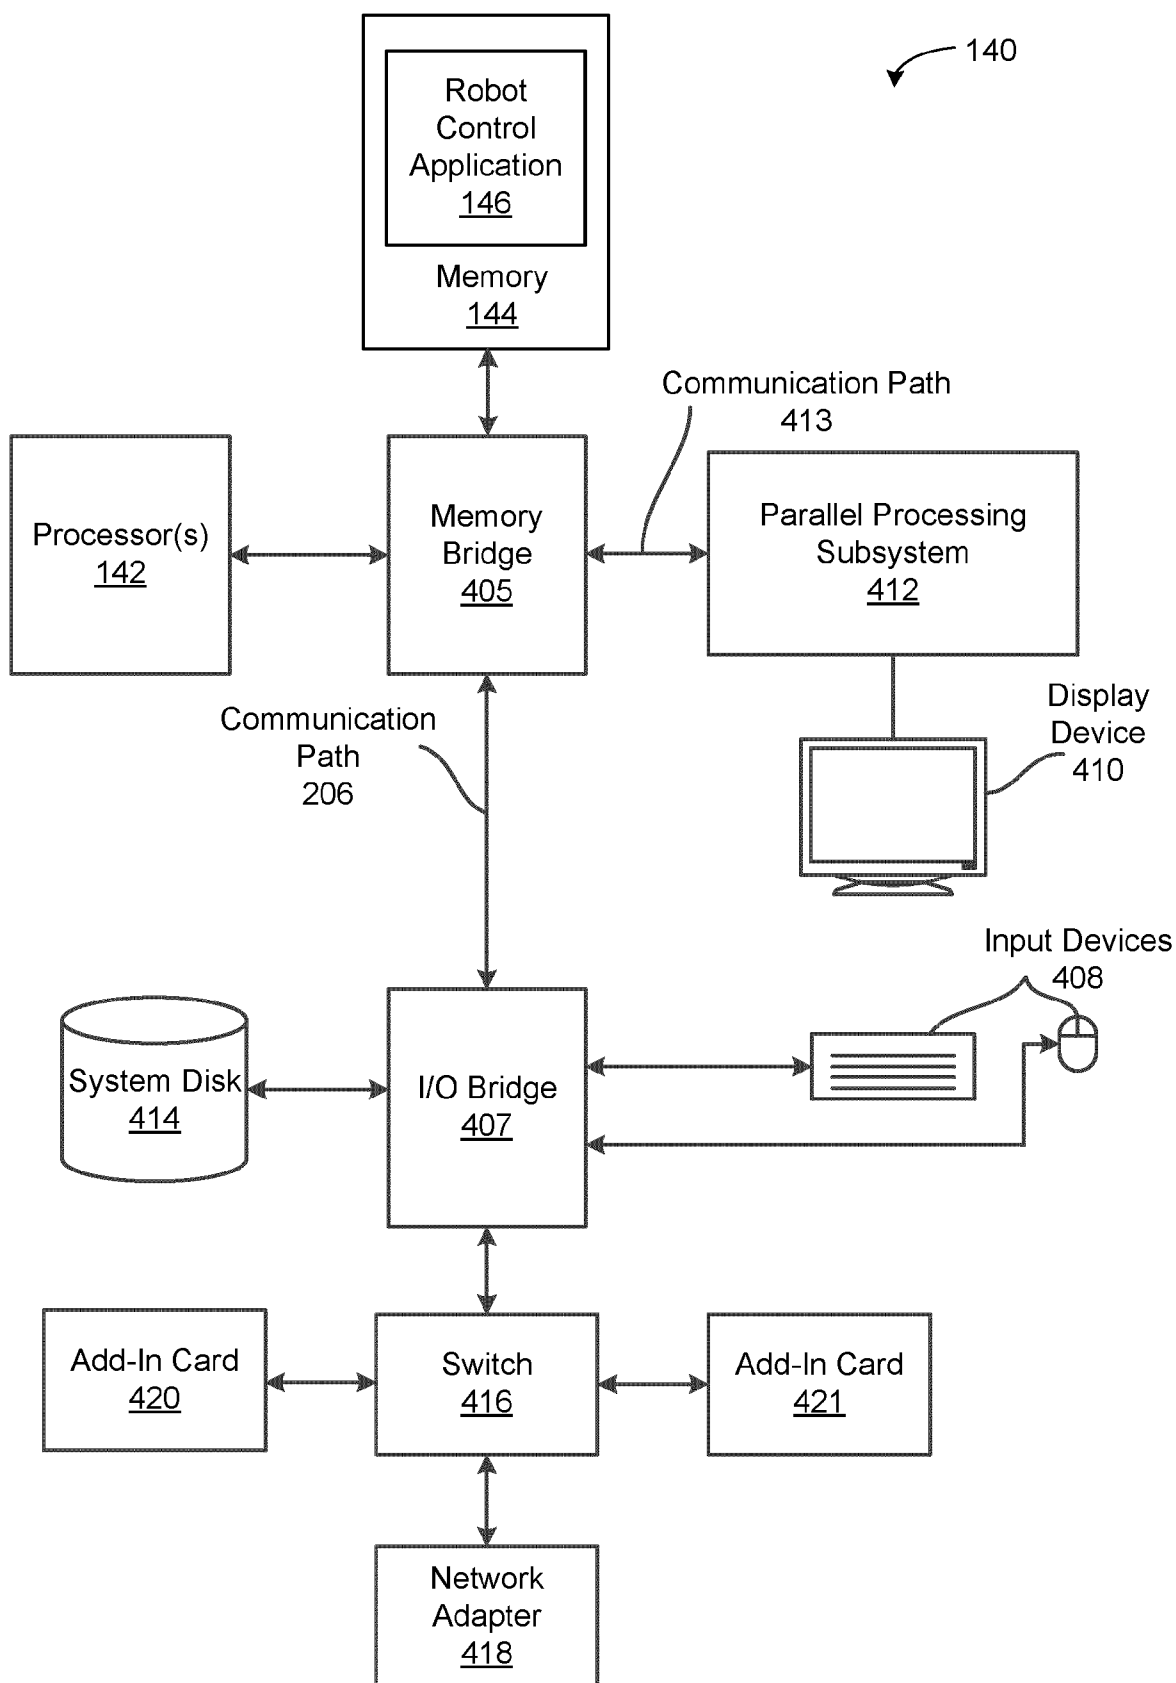 140
Robot
Control
Application
146
Memory
144
Communication Path
413
Processor(s)
142
Memory
Bridge
405
Parallel Processing
Subsystem
412
Communication
Path
206
Display
Device
410
Input Devices
408
System Disk
414
I/O Bridge
407
Add-In Card
420
Switch
416
Add-In Card
421
Network
Adapter
418